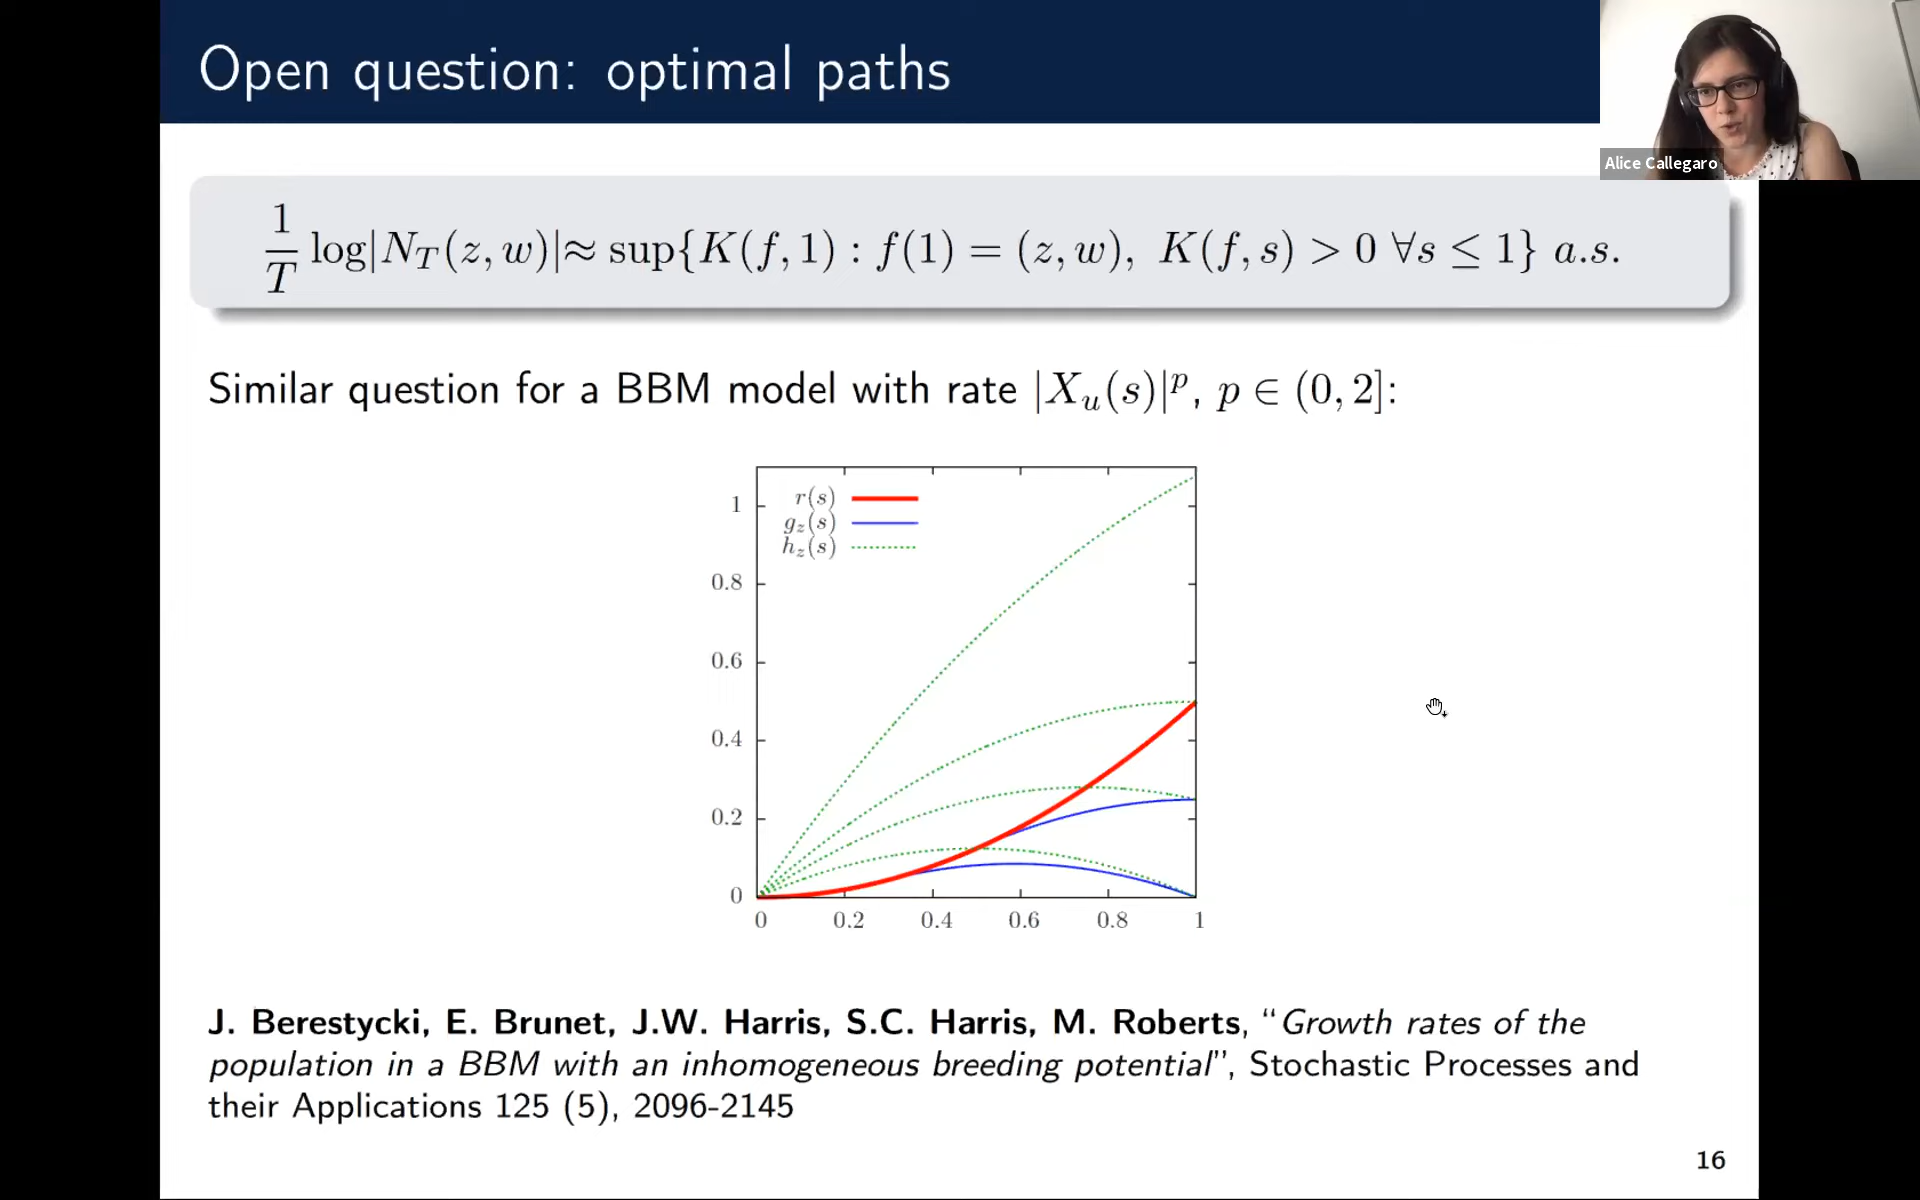 Open question: optimal paths
Alice Callegaro
1/T log|N_T(z, w)|≈ sup{K(f, 1) : f(1) = (z, w), K(f, s) > 0 ∀s ≤ 1} a.s.
Similar question for a BBM model with rate |X_u(s)|^p, p ∈ (0, 2]:
r(s)
g_z(s)
h_z(s)
1
0.8
0.6
0.4
0.2
0
0 0.2 0.4 0.6 0.8 1
J. Berestycki, E. Brunet, J.W. Harris, S.C. Harris, M. Roberts, “Growth rates of the
population in a BBM with an inhomogeneous breeding potential”, Stochastic Processes and
their Applications 125 (5), 2096-2145
16